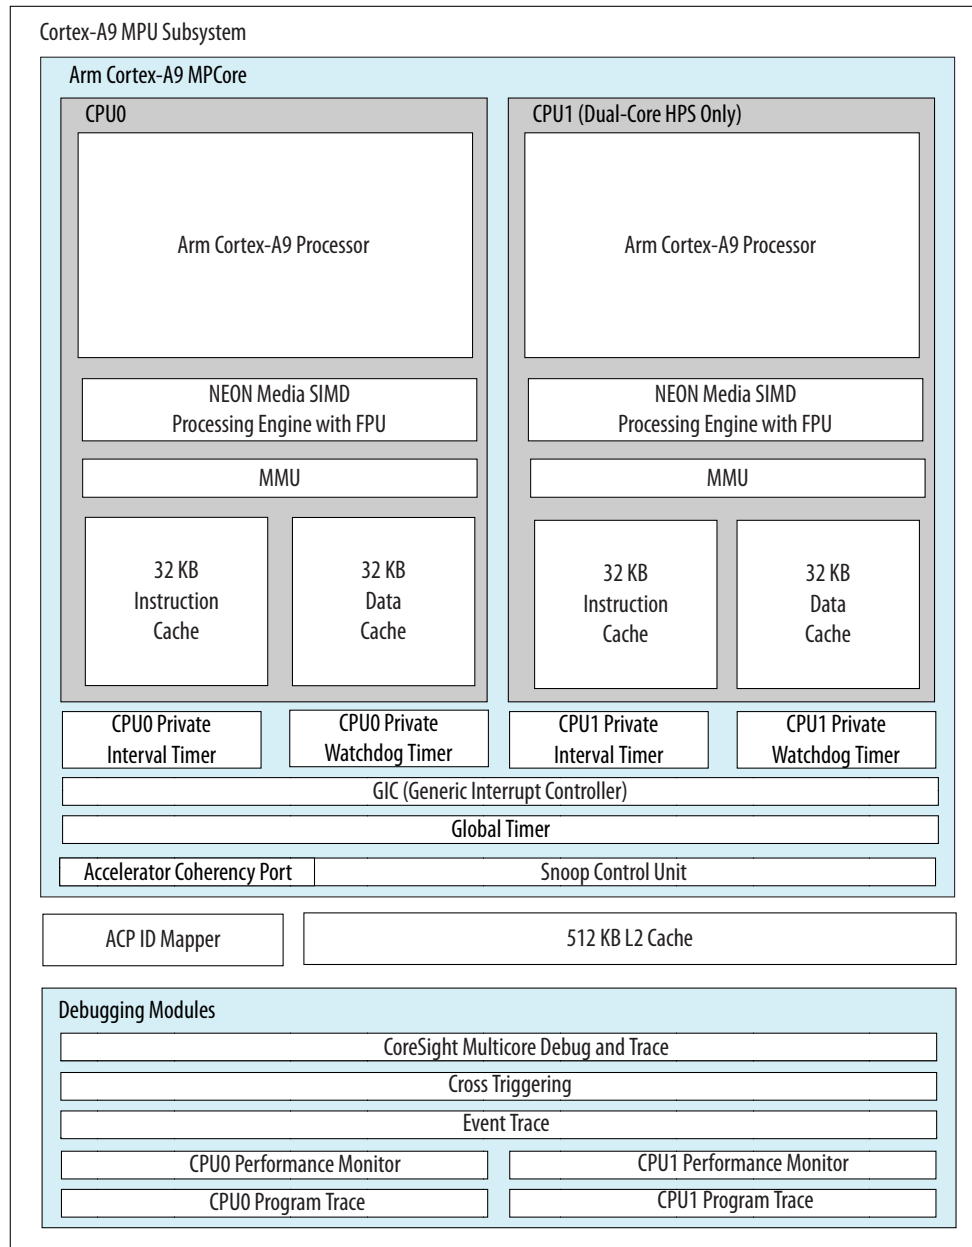 Cortex-A9 MPU Subsystem
Arm Cortex-A9 MPCore
CPU0
Arm Cortex-A9 Processor
NEON Media SIMD
Processing Engine with FPU
MMU
32 KB
Instruction
Cache
32 KB
Data
Cache
CPU1 (Dual-Core HPS Only)
Arm Cortex-A9 Processor
NEON Media SIMD
Processing Engine with FPU
MMU
32 KB
Instruction
Cache
32 KB
Data
Cache
CPU0 Private
Interval Timer
CPU0 Private
Watchdog Timer
CPU1 Private
Interval Timer
CPU1 Private
Watchdog Timer
GIC (Generic Interrupt Controller)
Global Timer
Accelerator Coherency Port
Snoop Control Unit
ACP ID Mapper
512 KB L2 Cache
Debugging Modules
CoreSight Multicore Debug and Trace
Cross Triggering
Event Trace
CPU0 Performance Monitor
CPU1 Performance Monitor
CPU0 Program Trace
CPU1 Program Trace